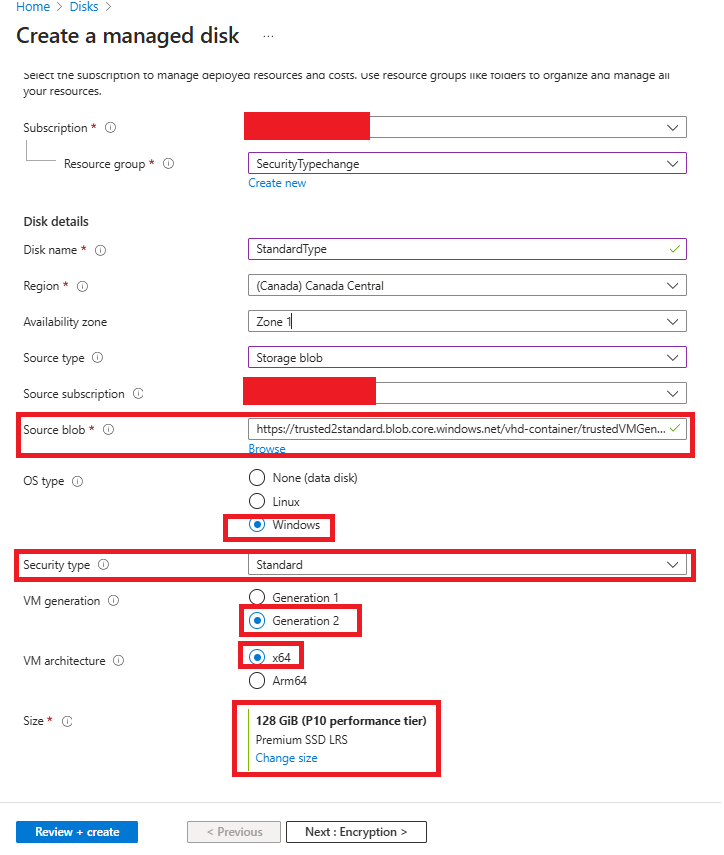 Home > Disks >
Create a managed disk ...
Select the subscription to manage deployed resources and costs. Use resource groups like folders to organize and manage all
your resources.
Subscription *
Resource group * SecurityTypechange
Create new
Disk details
Disk name * StandardType
Region * (Canada) Canada Central
Availability zone Zone 1
Source type Storage blob
Source subscription
Source blob * https://trusted2standard.blob.core.windows.net/vhd-container/trustedVMGen...
Browse
OS type
None (data disk)
Linux
Windows
Security type Standard
VM generation
Generation 1
Generation 2
VM architecture
x64
Arm64
Size *
128 GiB (P10 performance tier)
Premium SSD LRS
Change size
Review + create < Previous Next : Encryption >